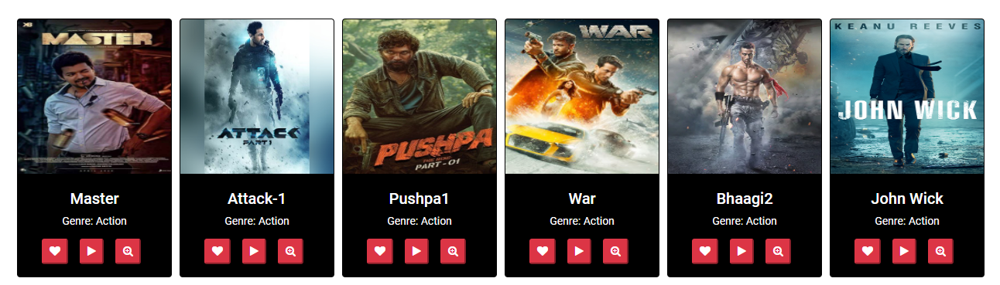 MASTER
Master
Genre: Action
ATTACK
PART 1
Attack-1
Genre: Action
PUSHPA
THE RISE
PART-01
Pushpa1
Genre: Action
WAR
War
Genre: Action
Bhaagi2
Genre: Action
KEANU REEVES
JOHN WICK
John Wick
Genre: Action